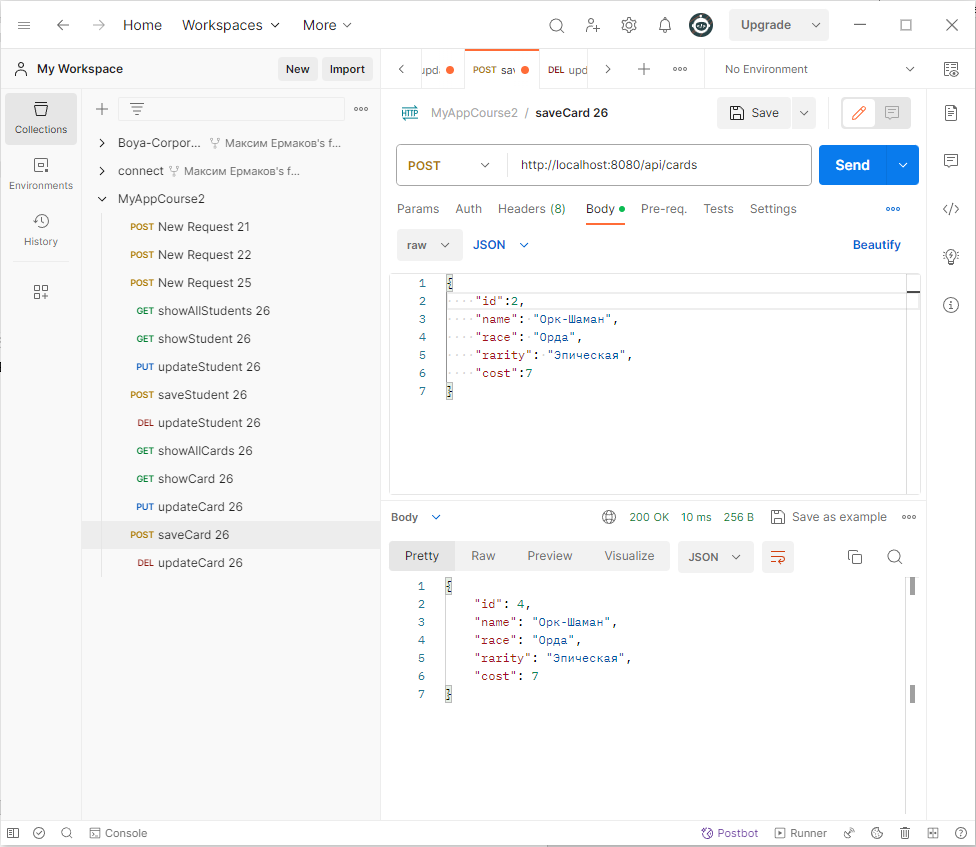 Home Workspaces More Upgrade
My Workspace New Import
upda POST sav DEL upd No Environment
Collections
Environments
History
Boya-Corpor... Максим Ермаков's f...
connect Максим Ермаков's f...
MyAppCourse2
POST New Request 21
POST New Request 22
POST New Request 25
GET showAllStudents 26
GET showStudent 26
PUT updateStudent 26
POST saveStudent 26
DEL updateStudent 26
GET showAllCards 26
GET showCard 26
PUT updateCard 26
POST saveCard 26
DEL updateCard 26
HTTP MyAppCourse2 / saveCard 26 Save
POST http://localhost:8080/api/cards Send
Params Auth Headers (8) Body Pre-req. Tests Settings
raw JSON Beautify
1 {
2 "id":2,
3 "name": "Орк-Шаман",
4 "race": "Орда",
5 "rarity": "Эпическая",
6 "cost":7
7 }
Body 200 OK 10 ms 256 B Save as example
Pretty Raw Preview Visualize JSON
1 {
2 "id": 4,
3 "name": "Орк-Шаман",
4 "race": "Орда",
5 "rarity": "Эпическая",
6 "cost": 7
7 }
Console Postbot Runner